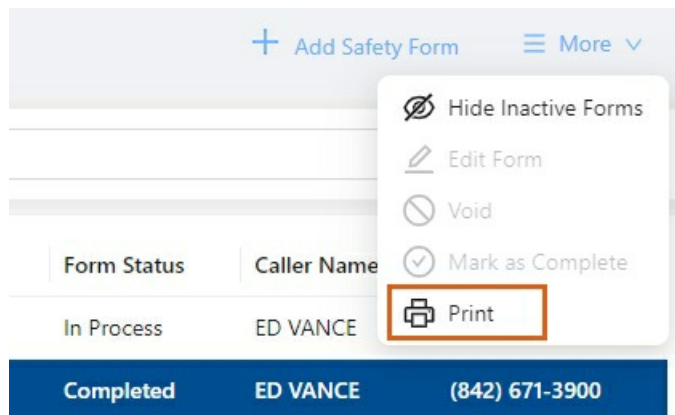 Add Safety Form More
Hide Inactive Forms
Edit Form
Void
Form Status Caller Name Mark as Complete
In Process ED VANCE Print
Completed ED VANCE (842) 671-3900